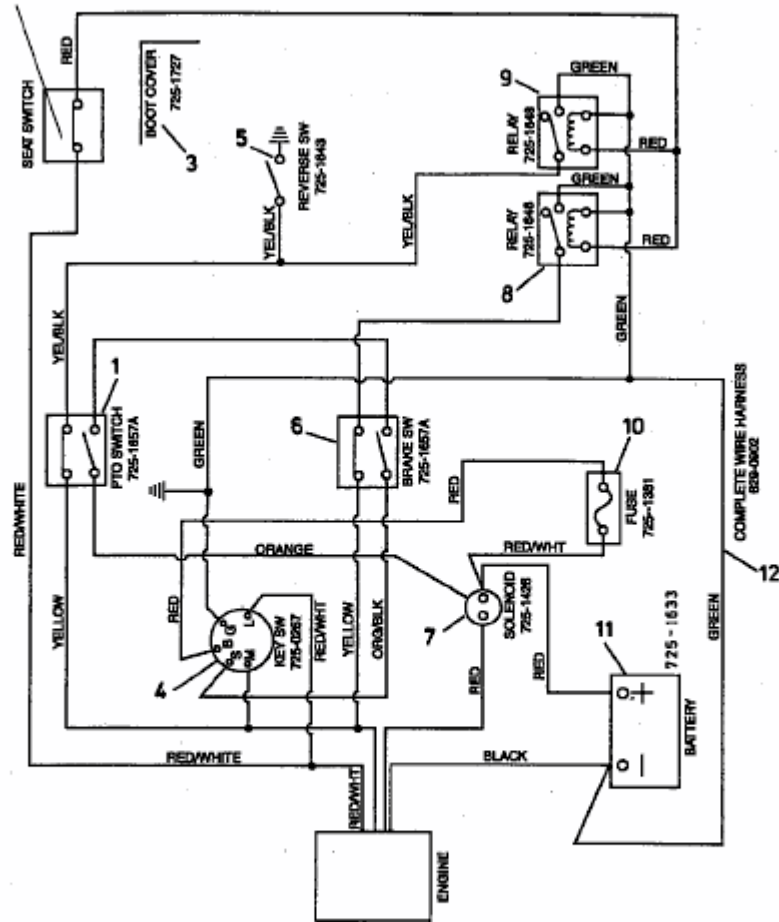 RED
SEAT SWITCH
BOOT COVER
725-1727
3
5
REVERSE SW
725-1643
YEL/BLK
9
GREEN
RELAY
725-1648
RED
GREEN
RELAY
725-1648
RED
8
YEL/BLK
YEL/BLK
1
PTO SWITCH
725-1657A
GREEN
6
BRAKE SW
725-1657A
GREEN
10
FUSE
725--1381
RED
RED/WHT
COMPLETE WIRE HARNESS
629-0902
12
RED/WHITE
ORANGE
YELLOW
RED
G
B
S
M
L
KEY SW
725-0267
4
RED/WHT
YELLOW
ORG/BLK
7
SOLENOID
725-1426
RED
RED
11
725-1633
GREEN
+
−
BATTERY
RED/WHITE
BLACK
RED/WHT
ENGINE